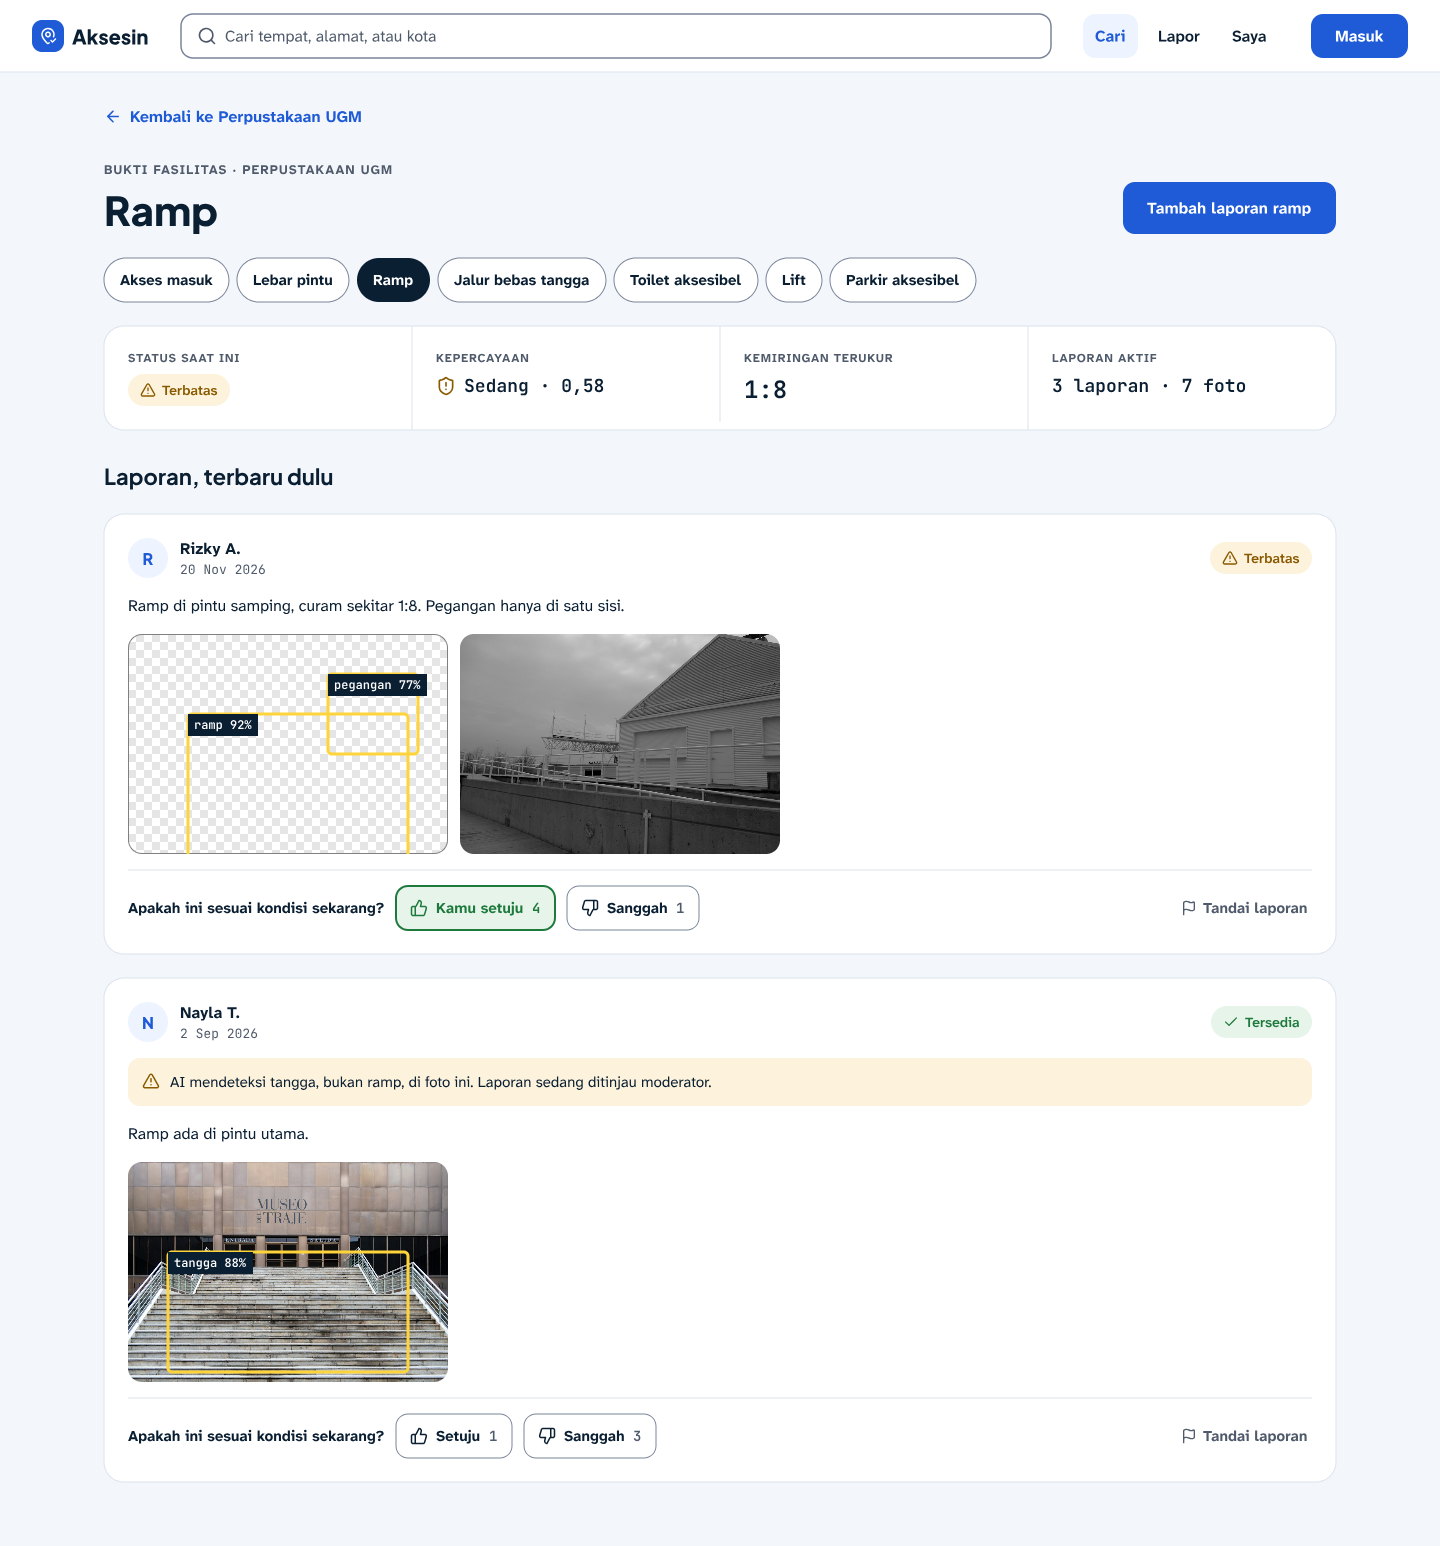 Aksesin
Cari tempat, alamat, atau kota
Cari
Lapor
Saya
Masuk
Kembali ke Perpustakaan UGM
BUKTI FASILITAS · PERPUSTAKAAN UGM
Ramp
Tambah laporan ramp
Akses masuk
Lebar pintu
Ramp
Jalur bebas tangga
Toilet aksesibel
Lift
Parkir aksesibel
STATUS SAAT INI
Terbatas
KEPERCAYAAN
Sedang · 0,58
KEMIRINGAN TERUKUR
1:8
LAPORAN AKTIF
3 laporan · 7 foto
Laporan, terbaru dulu
R
Rizky A.
20 Nov 2026
Terbatas
Ramp di pintu samping, curam sekitar 1:8. Pegangan hanya di satu sisi.
pegangan 77%
ramp 92%
Apakah ini sesuai kondisi sekarang?
Kamu setuju 4
Sanggah 1
Tandai laporan
N
Nayla T.
2 Sep 2026
Tersedia
AI mendeteksi tangga, bukan ramp, di foto ini. Laporan sedang ditinjau moderator.
Ramp ada di pintu utama.
MUSEO
TRAJE
tangga 88%
Apakah ini sesuai kondisi sekarang?
Setuju 1
Sanggah 3
Tandai laporan